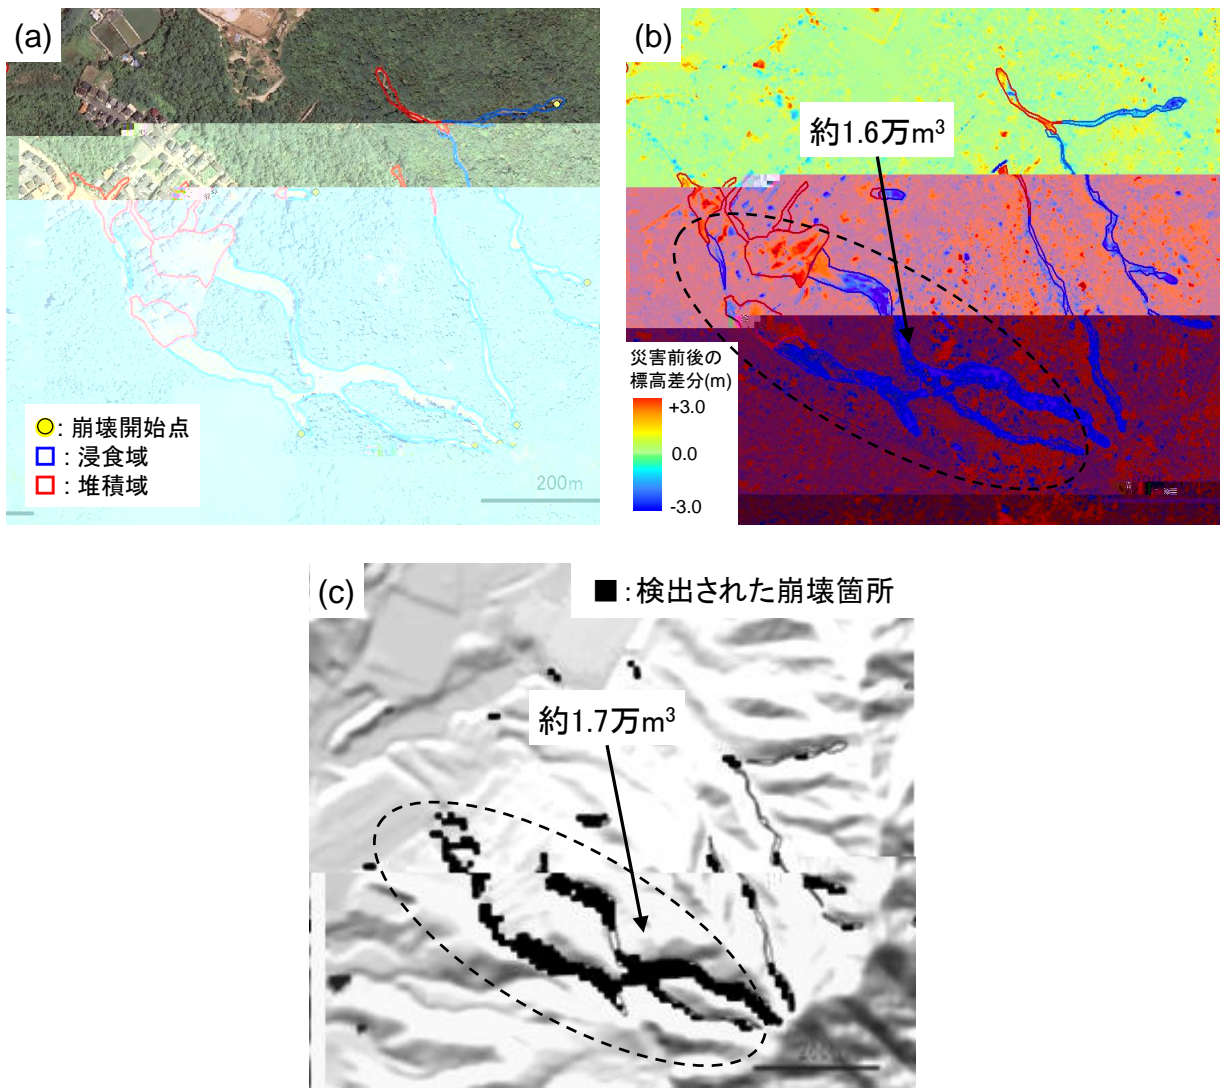 (a)
: 崩壊開始点
: 浸食域
: 堆積域
200m
(b)
約1.6万m³
災害前後の
標高差分(m)
+3.0
0.0
-3.0
(c)
■:検出された崩壊箇所
約1.7万m³